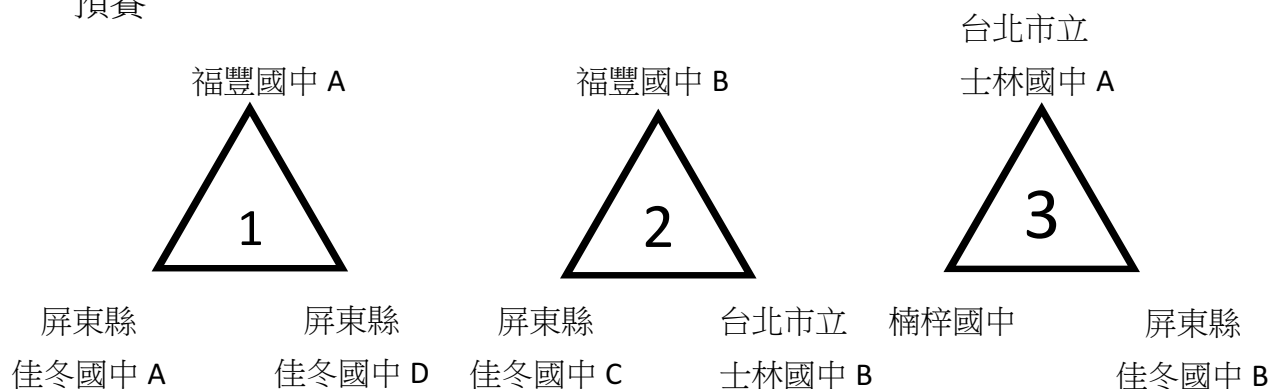 預賽
台北市立
福豐國中 A 福豐國中 B 士林國中 A
1 2 3
屏東縣 屏東縣 屏東縣 台北市立 楠梓國中 屏東縣
佳冬國中 A 佳冬國中 D 佳冬國中 C 士林國中 B 佳冬國中 B